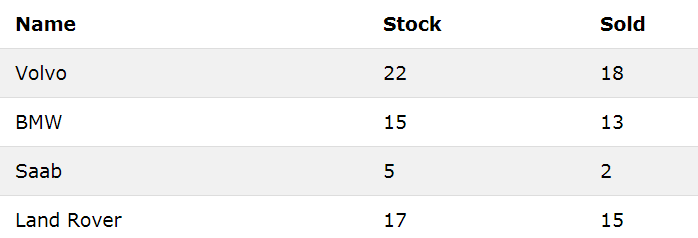 Name Stock Sold
Volvo 22 18
BMW 15 13
Saab 5 2
Land Rover 17 15